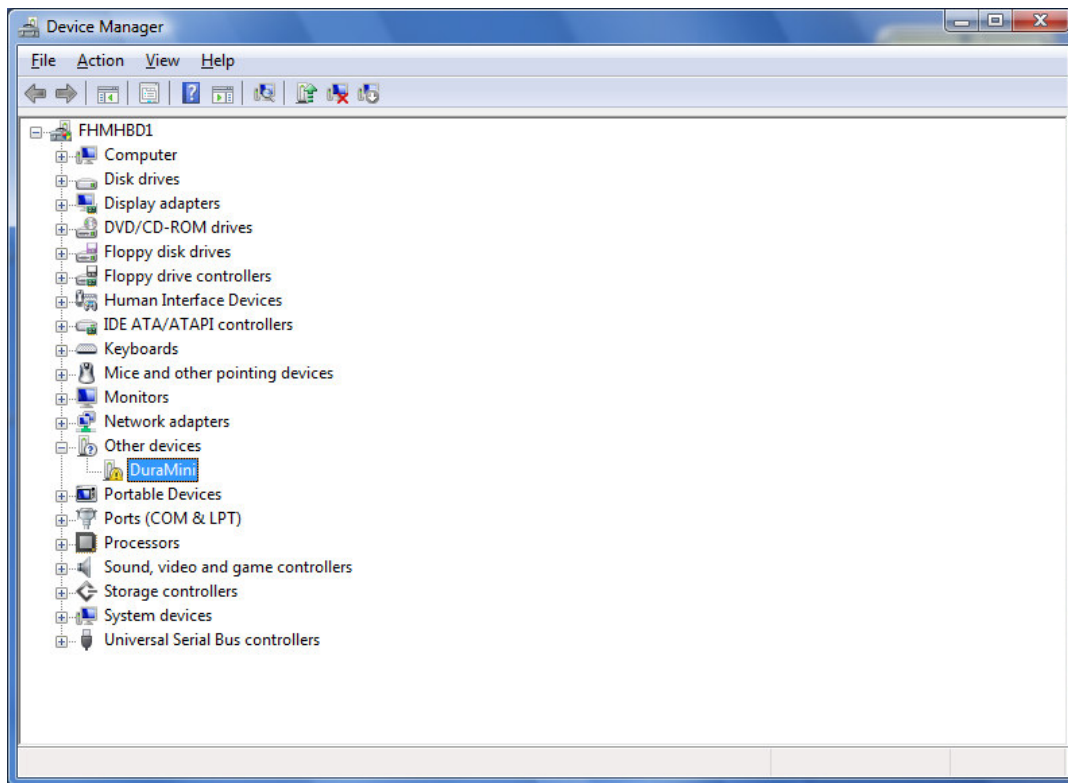 Device Manager
File Action View Help
FHMHBD1
Computer
Disk drives
Display adapters
DVD/CD-ROM drives
Floppy disk drives
Floppy drive controllers
Human Interface Devices
IDE ATA/ATAPI controllers
Keyboards
Mice and other pointing devices
Monitors
Network adapters
Other devices
DuraMini
Portable Devices
Ports (COM & LPT)
Processors
Sound, video and game controllers
Storage controllers
System devices
Universal Serial Bus controllers